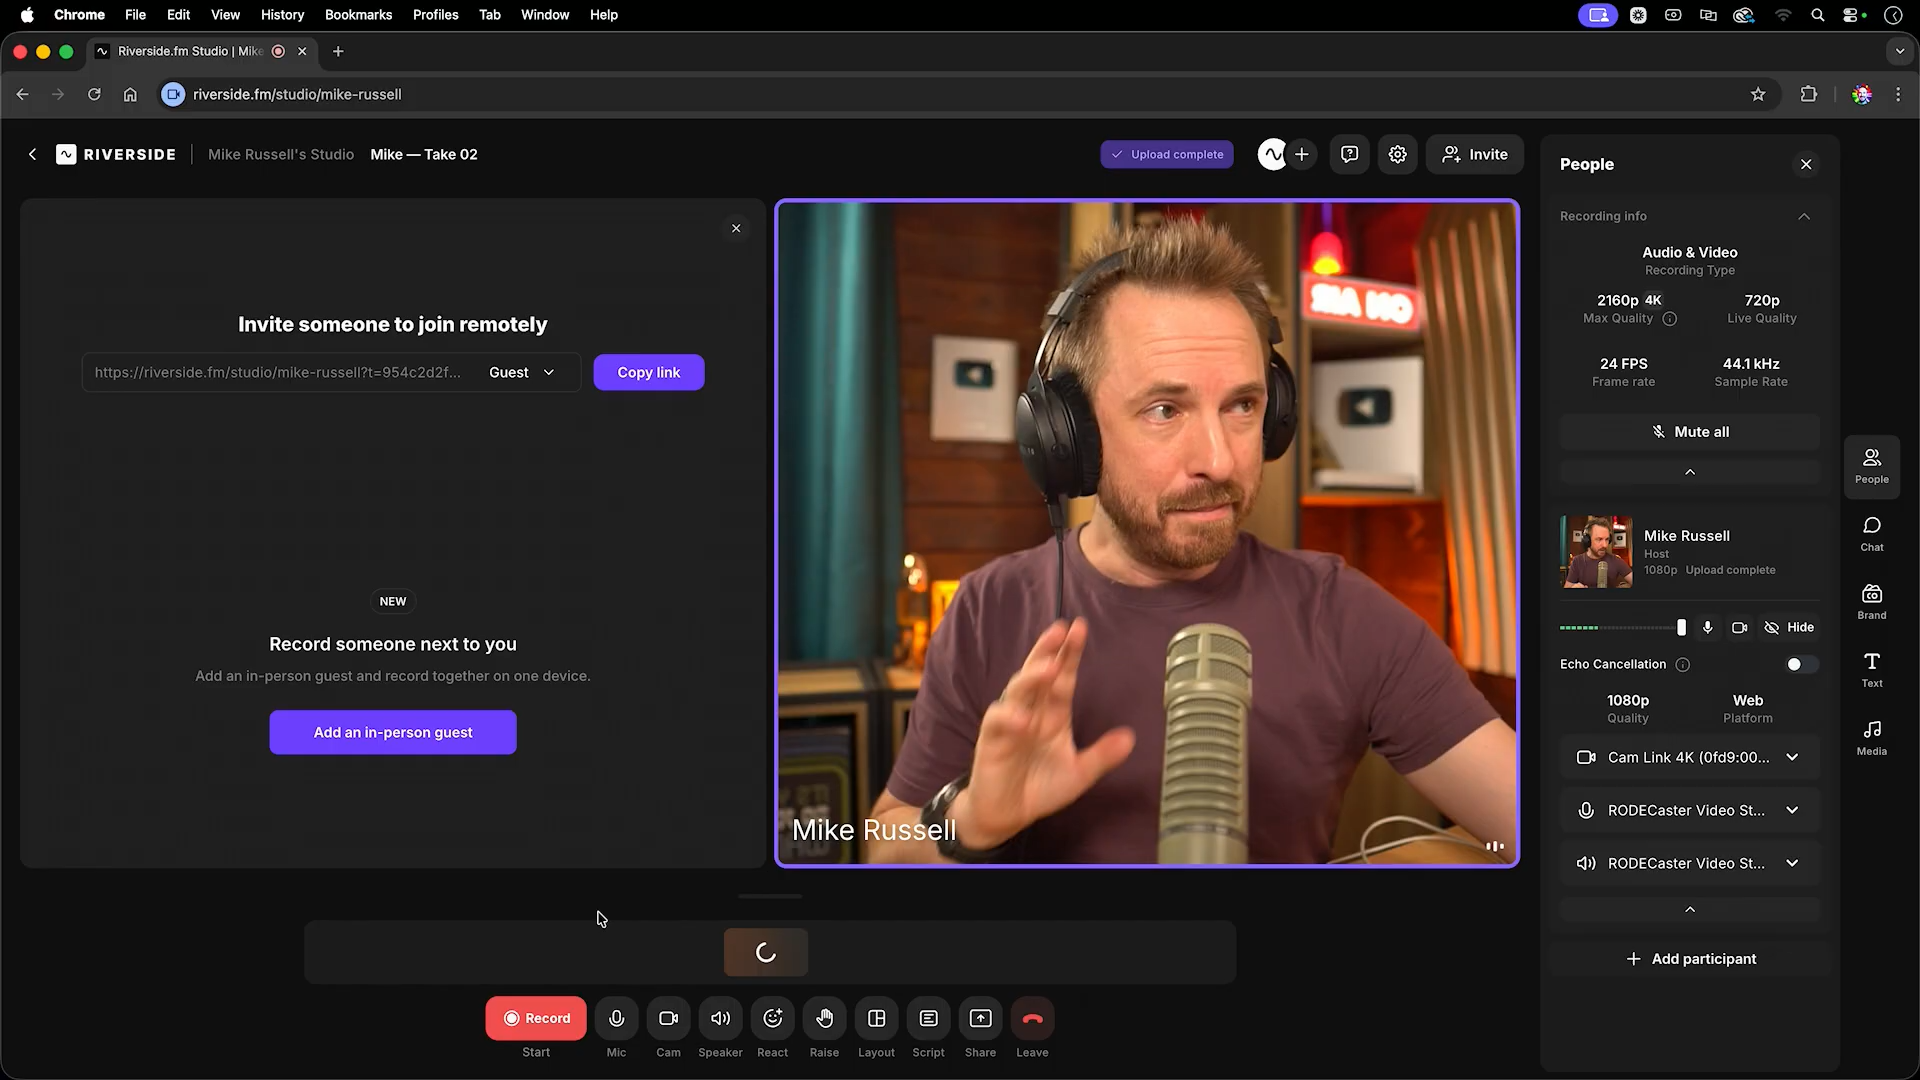 Chrome File Edit View History Bookmarks Profiles Tab Window Help
Riverside.fm Studio | Mike
riverside.fm/studio/mike-russell
RIVERSIDE Mike Russell's Studio Mike — Take 02
Upload complete
Invite
Invite someone to join remotely
https://riverside.fm/studio/mike-russell?t=954c2d2f... Guest
Copy link
NEW
Record someone next to you
Add an in-person guest and record together on one device.
Add an in-person guest
Mike Russell
People
Recording info
Audio & Video
Recording Type
2160p 4K
Max Quality
720p
Live Quality
24 FPS
Frame rate
44.1 kHz
Sample Rate
Mute all
Mike Russell
Host
1080p Upload complete
Hide
Echo Cancellation
1080p
Quality
Web
Platform
Cam Link 4K (0fd9:00...
RODECaster Video St...
RODECaster Video St...
Add participant
People
Chat
Brand
Text
Media
Record
Start
Mic
Cam
Speaker
React
Raise
Layout
Script
Share
Leave